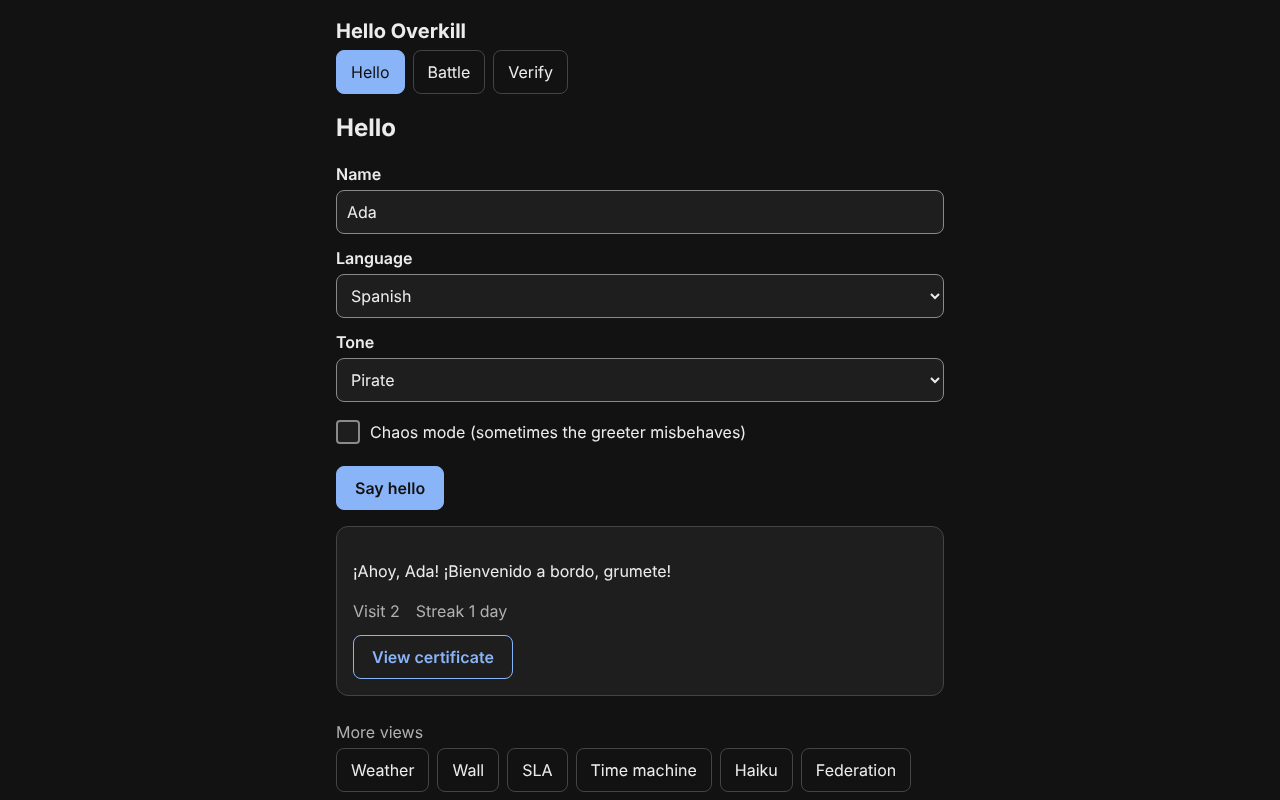 Hello Overkill
Hello Battle Verify
Hello
Name
Ada
Language
Spanish
Tone
Pirate
Chaos mode (sometimes the greeter misbehaves)
Say hello
¡Ahoy, Ada! ¡Bienvenido a bordo, grumete!
Visit 2 Streak 1 day
View certificate
More views
Weather Wall SLA Time machine Haiku Federation